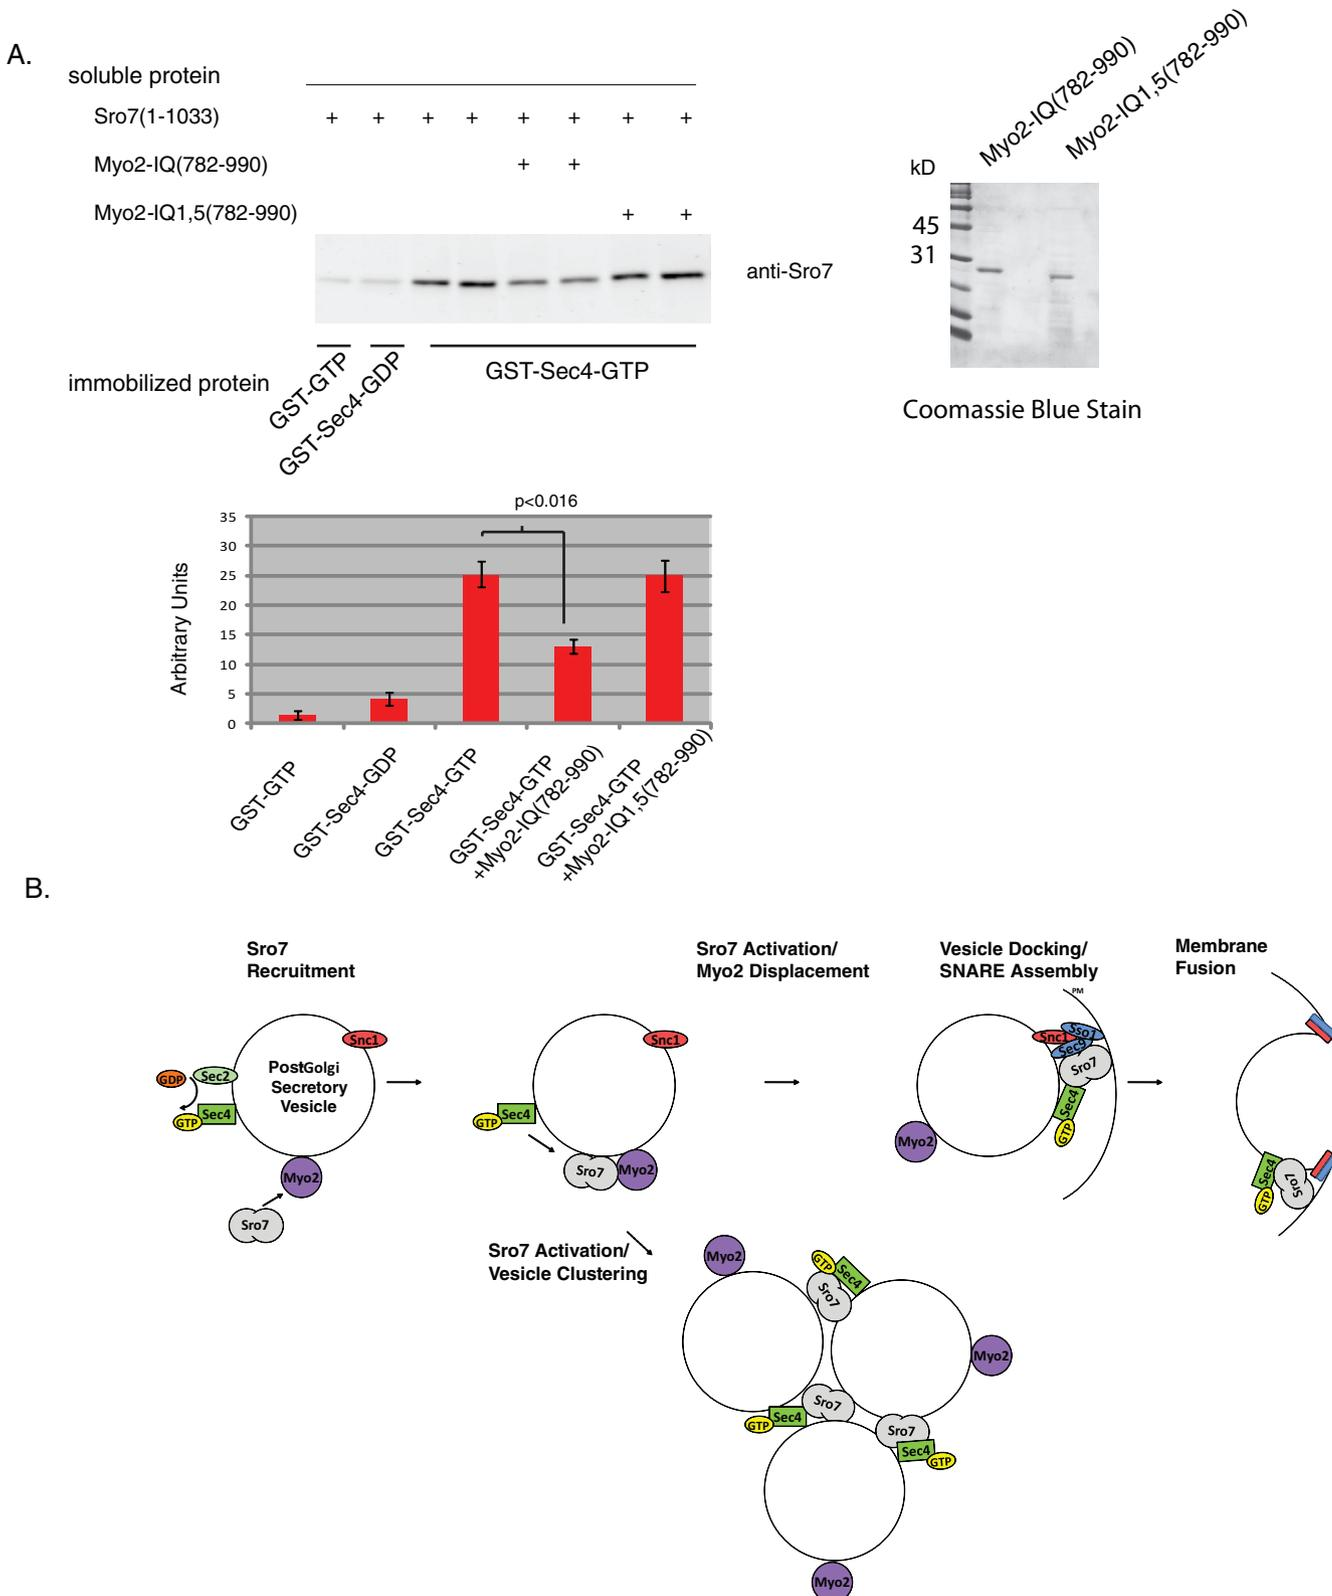 A.
soluble protein
Sro7(1-1033)
+ + + + + + + +
Myo2-IQ(782-990)
+ +
Myo2-IQ1,5(782-990)
+ +
anti-Sro7
immobilized protein
GST-GTP
GST-Sec4-GDP
GST-Sec4-GTP
Myo2-IQ(782-990)
Myo2-IQ1,5(782-990)
kD
45
31
Coomassie Blue Stain
p<0.016
Arbitrary Units
35
30
25
20
15
10
5
0
GST-GTP
GST-Sec4-GDP
GST-Sec4-GTP
GST-Sec4-GTP
+Myo2-IQ(782-990)
GST-Sec4-GTP
+Myo2-IQ1,5(782-990)
B.
Sro7
Recruitment
Sro7 Activation/
Myo2 Displacement
Vesicle Docking/
SNARE Assembly
Membrane
Fusion
PM
Snc1
GDP
Sec2
GTP
Sec4
PostGolgi
Secretory
Vesicle
Myo2
Sro7
Snc1
GTP
Sec4
Sro7
Myo2
Snc1
Sso1
Sec9
Sro7
Sec4
GTP
Myo2
Sec4
GTP
Sro7
Sro7 Activation/
Vesicle Clustering
Myo2
GTP
Sec4
Sro7
Myo2
Sro7
GTP
Sec4
Sro7
Sec4
GTP
Myo2